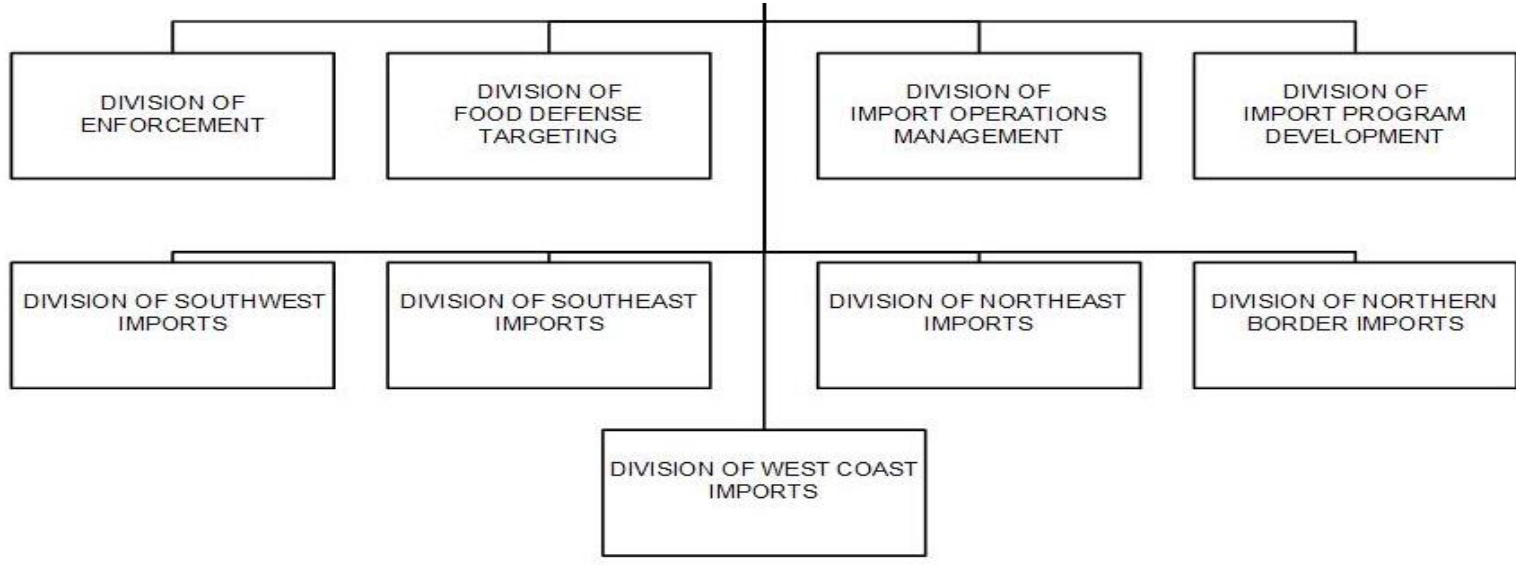 DIVISION OF
ENFORCEMENT
DIVISION OF
FOOD DEFENSE
TARGETING
DIVISION OF
IMPORT OPERATIONS
MANAGEMENT
DIVISION OF
IMPORT PROGRAM
DEVELOPMENT
DIVISION OF SOUTHWEST
IMPORTS
DIVISION OF SOUTHEAST
IMPORTS
DIVISION OF NORTHEAST
IMPORTS
DIVISION OF NORTHERN
BORDER IMPORTS
DIVISION OF WEST COAST
IMPORTS